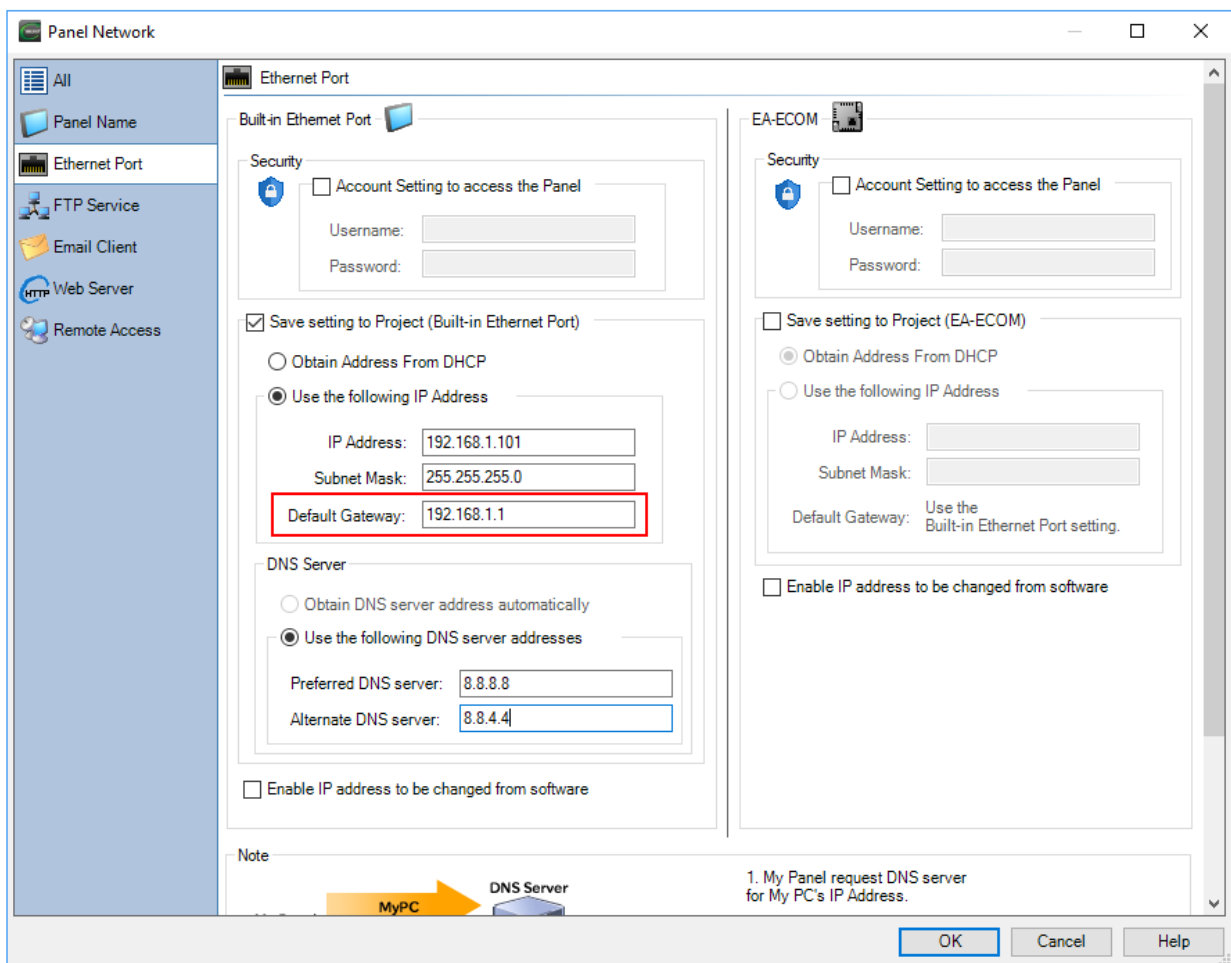 Panel Network
All
Panel Name
Ethernet Port
FTP Service
Email Client
HTTP Web Server
Remote Access
Ethernet Port
Built-in Ethernet Port
Security
Account Setting to access the Panel
Username:
Password:
Save setting to Project (Built-in Ethernet Port)
Obtain Address From DHCP
Use the following IP Address
IP Address: 192.168.1.101
Subnet Mask: 255.255.255.0
Default Gateway: 192.168.1.1
DNS Server
Obtain DNS server address automatically
Use the following DNS server addresses
Preferred DNS server: 8.8.8.8
Alternate DNS server: 8.8.4.4
Enable IP address to be changed from software
EA-ECOM
Security
Account Setting to access the Panel
Username:
Password:
Save setting to Project (EA-ECOM)
Obtain Address From DHCP
Use the following IP Address
IP Address:
Subnet Mask:
Default Gateway: Use the
Built-in Ethernet Port setting.
Enable IP address to be changed from software
Note
MyPC
DNS Server
1. My Panel request DNS server
for My PC's IP Address.
OK Cancel Help